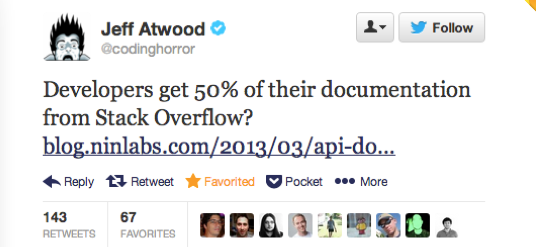 Jeff Atwood
@codinghorror
Follow
Developers get 50% of their documentation
from Stack Overflow?
blog.ninlabs.com/2013/03/api-do...
Reply Retweet Favorited Pocket More
143 67
RETWEETS FAVORITES